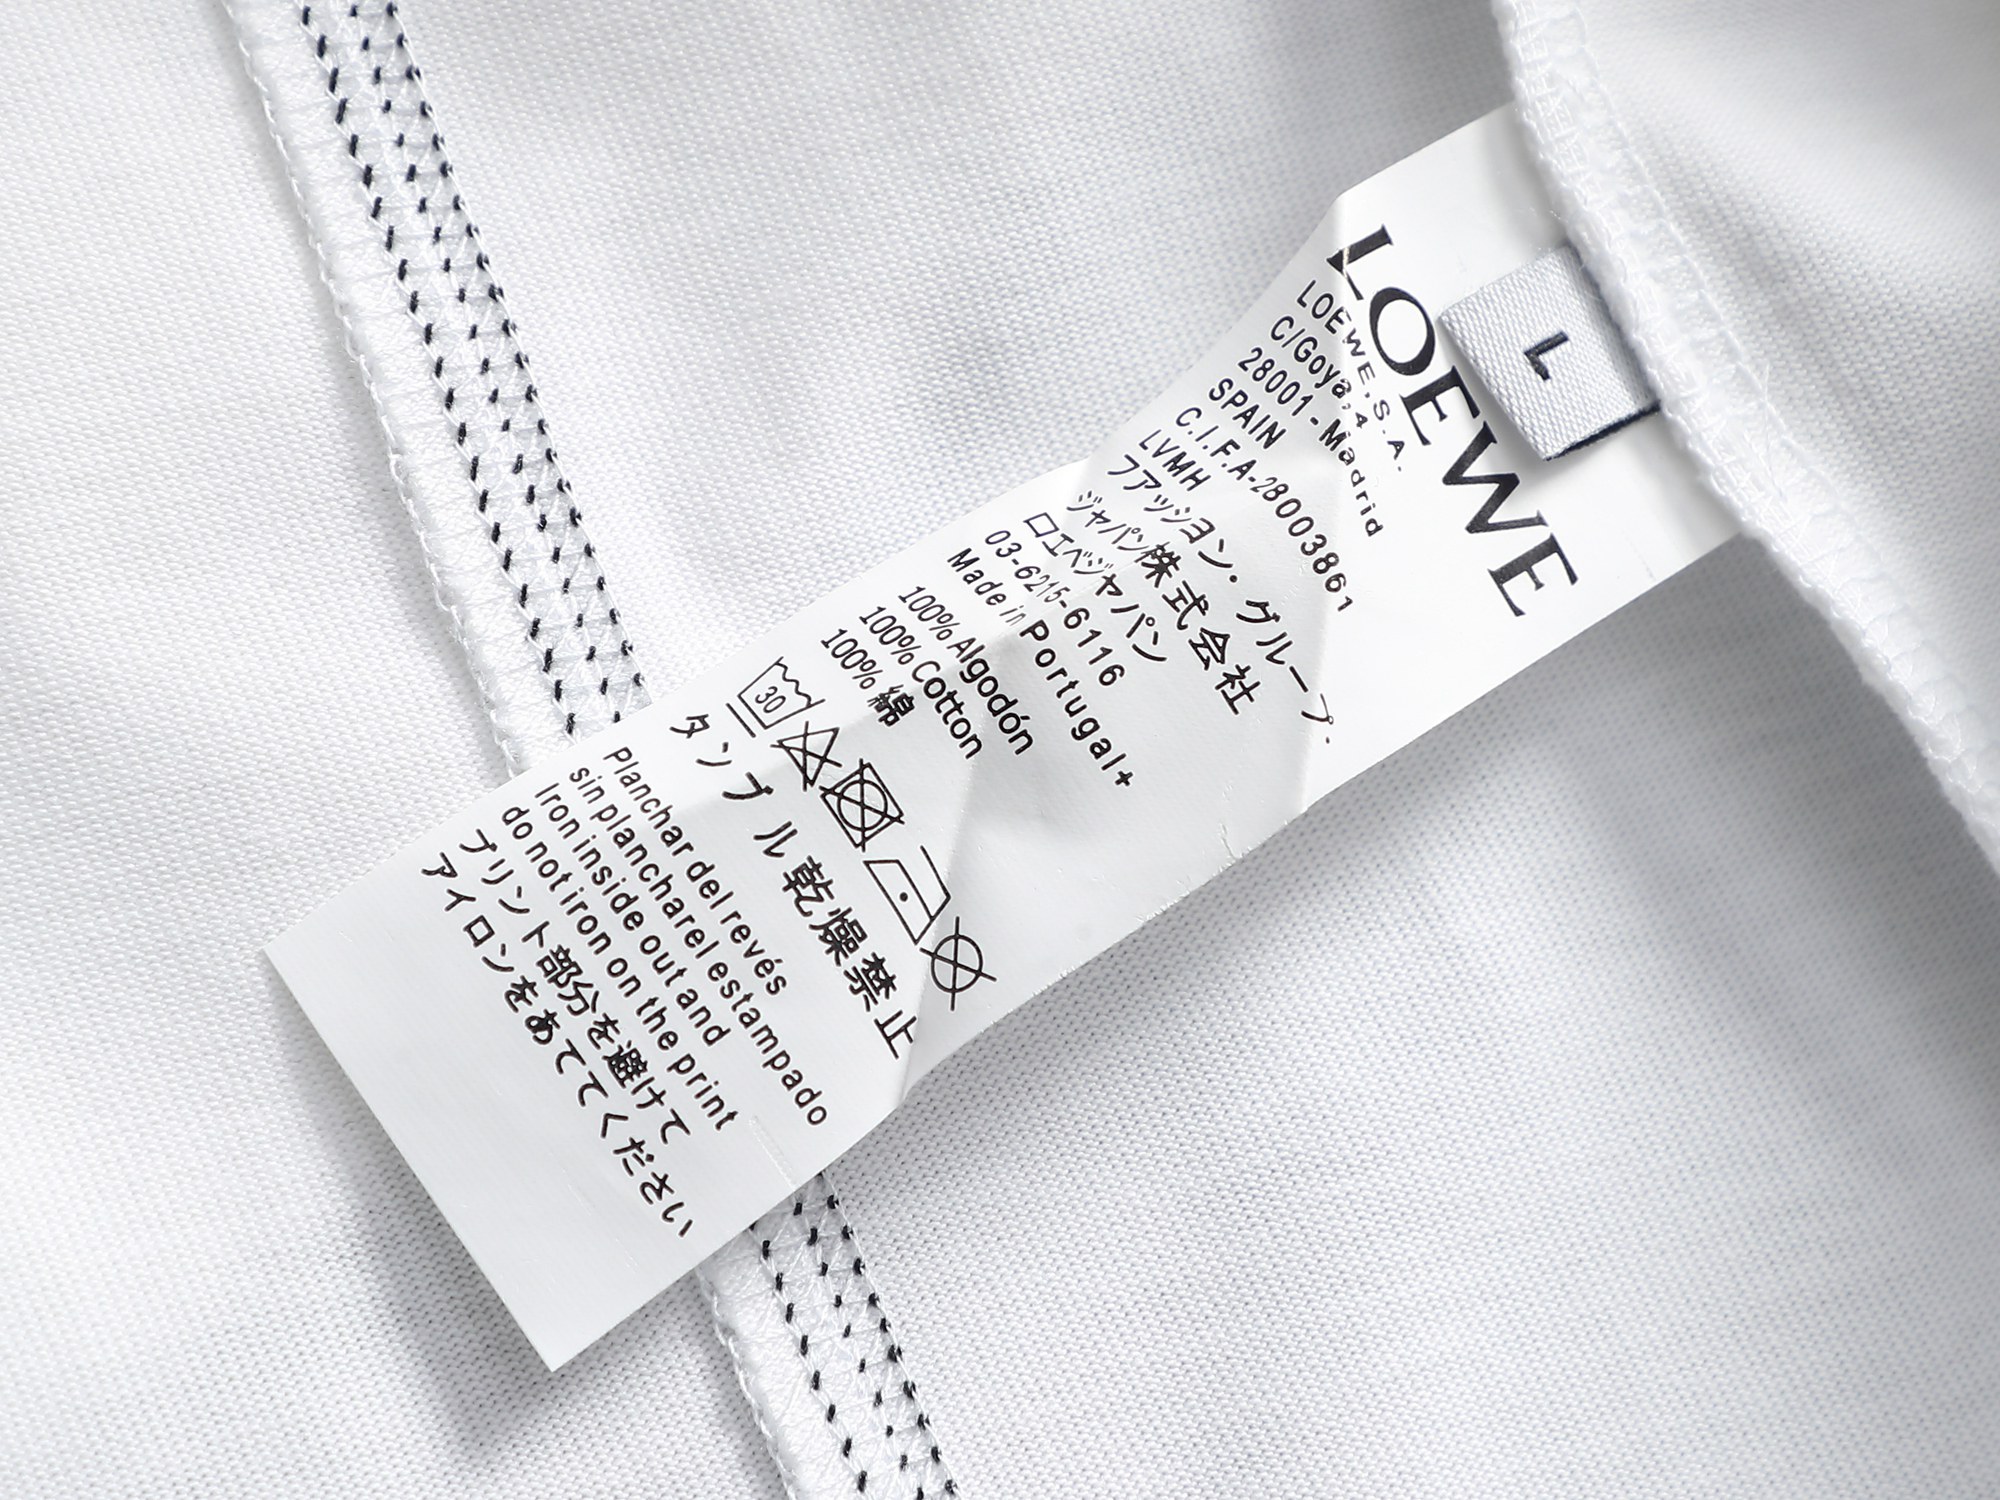 LOEWE
L
LOEWE,S.A.
C/Goya,4
28001-Madrid
SPAIN
C.I.F.A-28003861
LVMH
フアッション・グループ.
ジャパン株式会社
ロエベジャパン
03-6215-6116
Made in Portugal+
100% Algodón
100% Cotton
100% 綿
30
タンブル乾燥禁止
Planchar del revés
sin planchar el estampado
Iron inside out and
do not iron on the print
プリント部分を避けて
アイロンをあててください